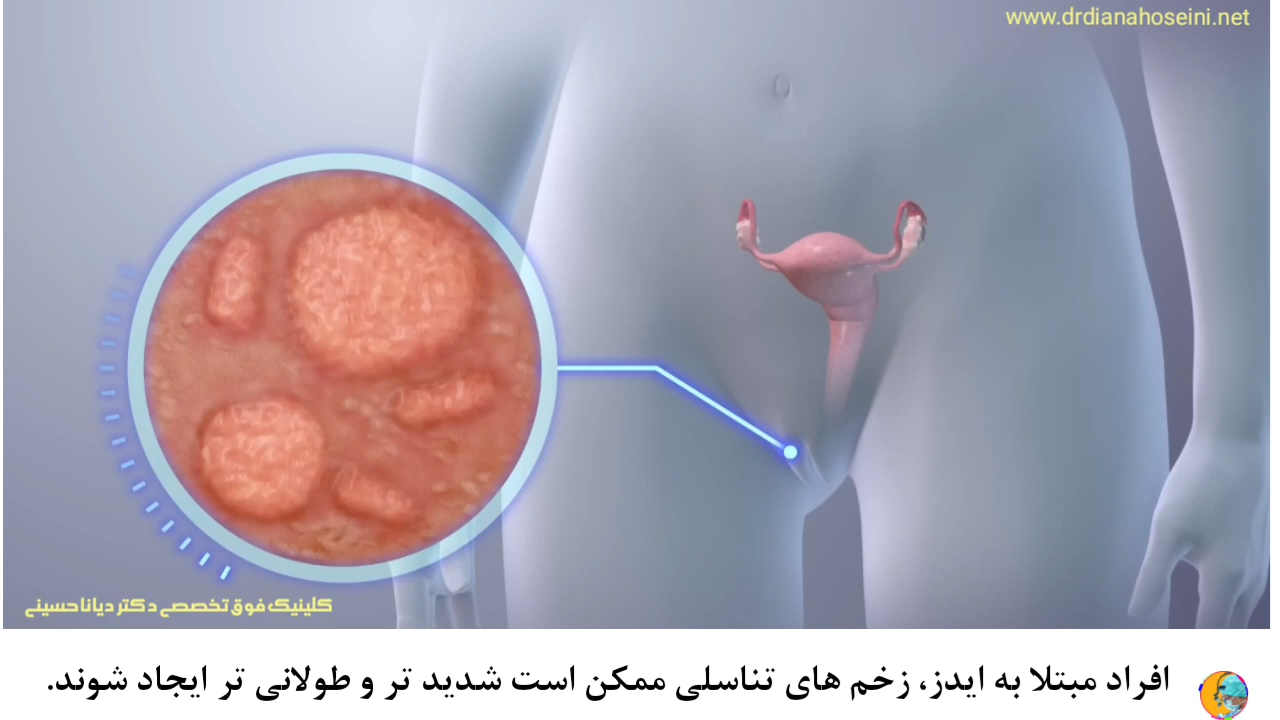 www.drdianahoseini.net
کلینیک فوق تخصصی دکتر دیانا حسینی
افراد مبتلا به ایدز، زخم های تناسلی ممکن است شدید تر و طولانی تر ایجاد شوند.